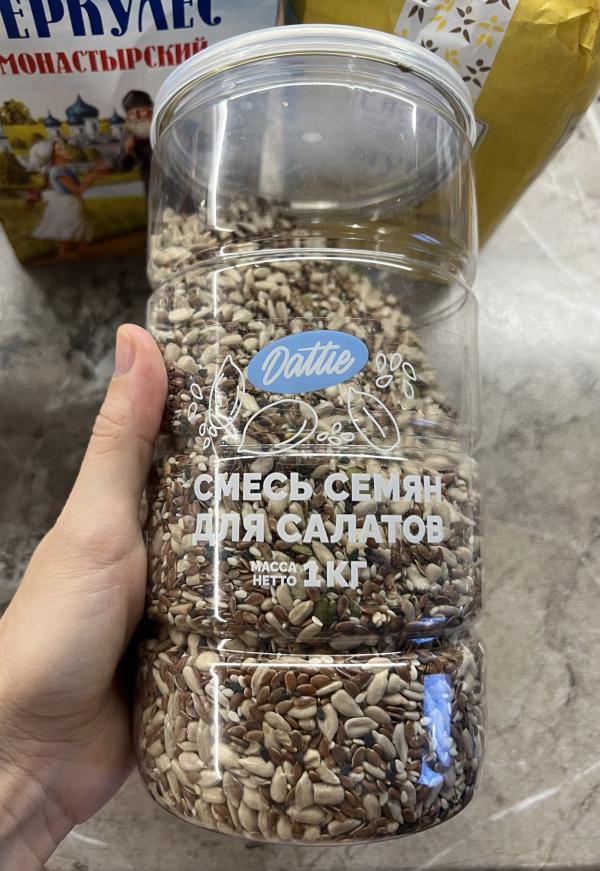 ЕРКУЛЕС
МОНАСТЫРСКИЙ
Dattie
СМЕСЬ СЕМЯН
ДЛЯ САЛАТОВ
МАССА
НЕТТО 1 КГ